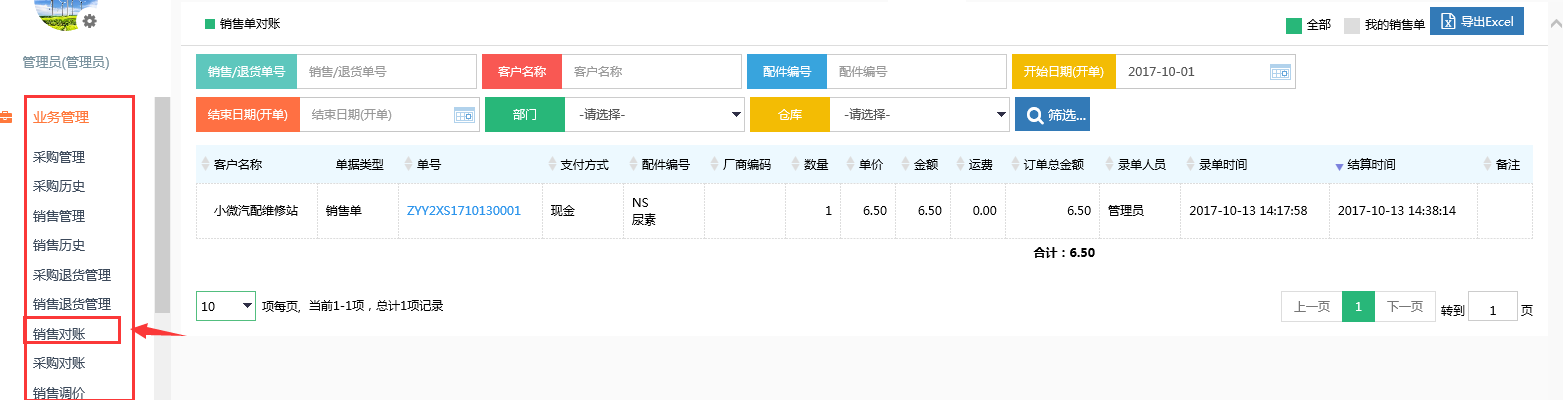 管理员(管理员)
业务管理
采购管理
采购历史
销售管理
销售历史
采购退货管理
销售退货管理
销售对账
采购对账
销售调价
销售单对账
全部 我的销售单 导出Excel
销售/退货单号 销售/退货单号 客户名称 客户名称 配件编号 配件编号 开始日期(开单) 2017-10-01
结束日期(开单) 结束日期(开单) 部门 -请选择- 仓库 -请选择- 筛选...
客户名称 单据类型 单号 支付方式 配件编号 厂商编码 数量 单价 金额 运费 订单总金额 录单人员 录单时间 结算时间 备注
小微汽配维修站 销售单 ZYY2XS1710130001 现金 NS 1 6.50 6.50 0.00 6.50 管理员 2017-10-13 14:17:58 2017-10-13 14:38:14
尿素
合计：6.50
10 项每页, 当前1-1项，总计1项记录 上一页 1 下一页 转到 1 页